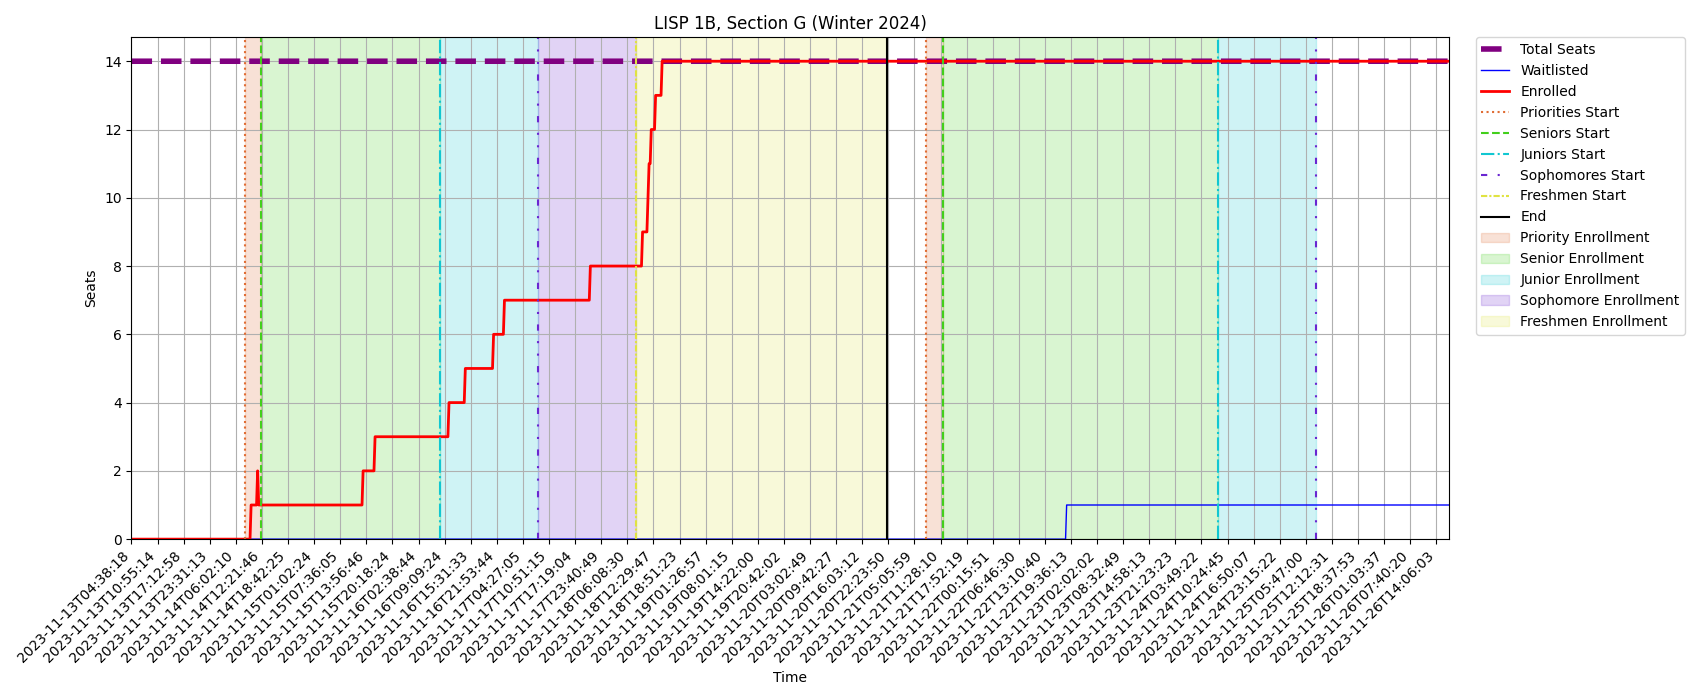 LISP 1B, Section G (Winter 2024)
Seats
14
12
10
8
6
4
2
0
2023-11-13T04:38:18
2023-11-13T10:55:14
2023-11-13T17:12:58
2023-11-13T23:31:13
2023-11-14T06:02:10
2023-11-14T12:21:46
2023-11-14T18:42:25
2023-11-15T01:02:24
2023-11-15T07:36:05
2023-11-15T13:56:46
2023-11-15T20:18:24
2023-11-16T02:38:44
2023-11-16T09:09:24
2023-11-16T15:31:33
2023-11-16T21:53:44
2023-11-17T04:27:05
2023-11-17T10:51:15
2023-11-17T17:19:04
2023-11-17T23:40:49
2023-11-18T06:08:30
2023-11-18T12:29:47
2023-11-18T18:51:23
2023-11-19T01:26:57
2023-11-19T08:01:15
2023-11-19T14:22:00
2023-11-19T20:42:02
2023-11-20T03:02:49
2023-11-20T09:42:27
2023-11-20T16:03:12
2023-11-20T22:23:50
2023-11-21T05:05:59
2023-11-21T11:28:10
2023-11-21T17:52:19
2023-11-22T00:15:51
2023-11-22T06:46:30
2023-11-22T13:10:40
2023-11-22T19:36:13
2023-11-23T02:02:02
2023-11-23T08:32:49
2023-11-23T14:58:13
2023-11-23T21:23:23
2023-11-24T03:49:22
2023-11-24T10:24:45
2023-11-24T16:50:07
2023-11-24T23:15:22
2023-11-25T05:47:00
2023-11-25T12:12:31
2023-11-25T18:37:53
2023-11-26T01:03:37
2023-11-26T07:40:20
2023-11-26T14:06:03
Time
Total Seats
Waitlisted
Enrolled
Priorities Start
Seniors Start
Juniors Start
Sophomores Start
Freshmen Start
End
Priority Enrollment
Senior Enrollment
Junior Enrollment
Sophomore Enrollment
Freshmen Enrollment